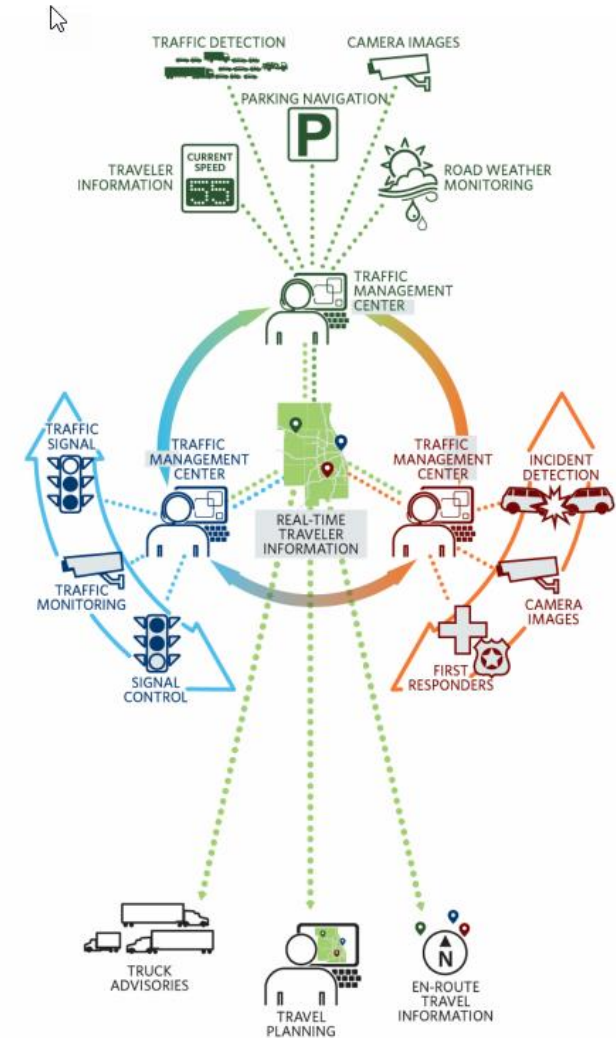 TRAFFIC DETECTION
CAMERA IMAGES
PARKING NAVIGATION
P
TRAVELER
INFORMATION
CURRENT
SPEED
55
ROAD WEATHER
MONITORING
TRAFFIC
MANAGEMENT
CENTER
TRAFFIC
SIGNAL
TRAFFIC
MANAGEMENT
CENTER
TRAFFIC
MANAGEMENT
CENTER
INCIDENT
DETECTION
REAL-TIME
TRAVELER
INFORMATION
TRAFFIC
MONITORING
CAMERA
IMAGES
SIGNAL
CONTROL
FIRST
RESPONDERS
TRUCK
ADVISORIES
TRAVEL
PLANNING
N
EN-ROUTE
TRAVEL
INFORMATION